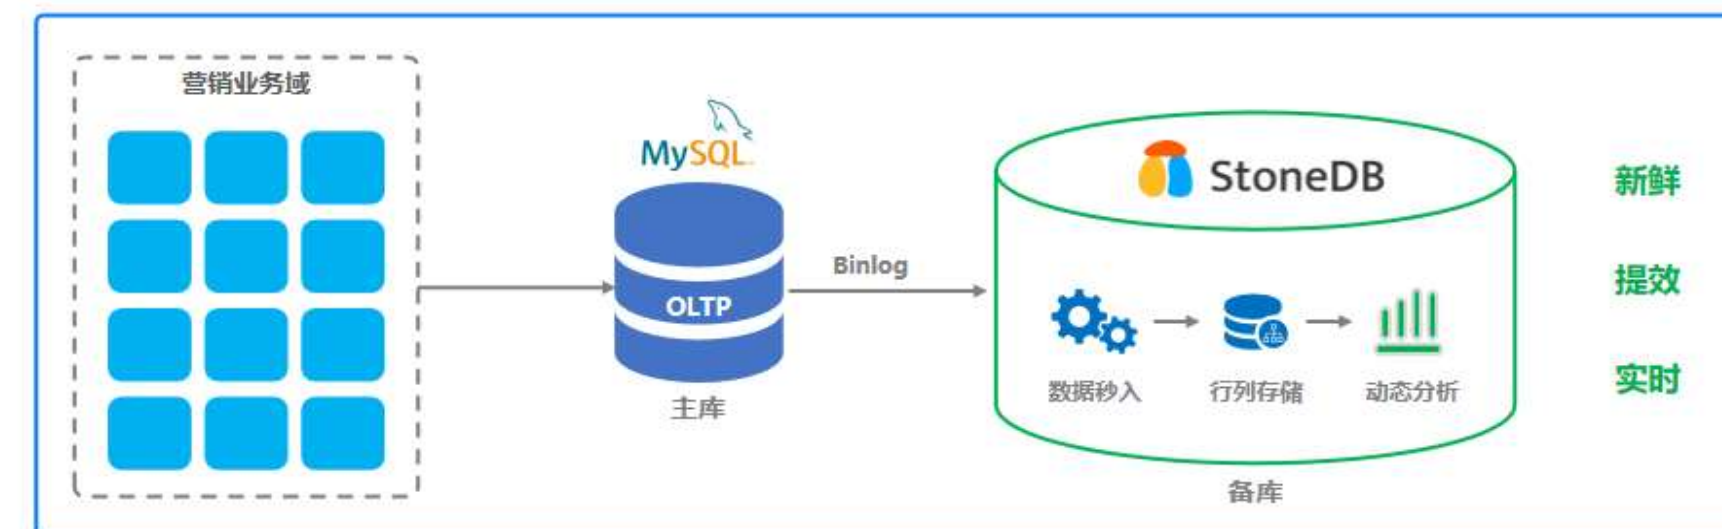 营销业务域
MySQL
OLTP
主库
Binlog
StoneDB
数据秒入
行列存储
动态分析
备库
新鲜
提效
实时